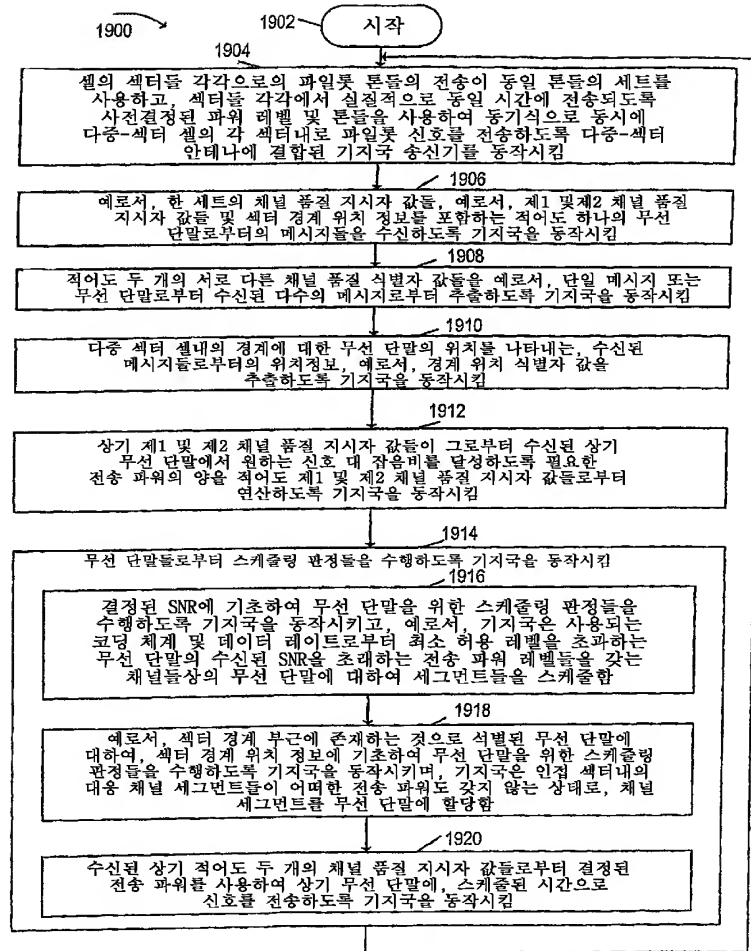 1900
1902
시작
1904
셀의 섹터들 각각으로의 파일롯 톤들의 전송이 동일 톤들의 세트를
사용하고, 섹터들 각각에서 실질적으로 동일 시간에 전송되도록
사전결정된 파워 레벨 및 톤들을 사용하여 동기식으로 동시에
다중-섹터 셀의 각 섹터내로 파일롯 신호를 전송하도록 다중-섹터
안테나에 결합된 기지국 송신기를 동작시킴
1906
예로서, 한 세트의 채널 품질 지시자 값들, 예로서, 제1 및제2 채널 품질
지시자 값들 및 섹터 경계 위치 정보를 포함하는 적어도 하나의 무선
단말로부터의 메시지들을 수신하도록 기지국을 동작시킴
1908
적어도 두 개의 서로 다른 채널 품질 식별자 값들을 예로서, 단일 메시지 또는
무선 단말로부터 수신된 다수의 메시지로부터 추출하도록 기지국을 동작시킴
1910
다중 섹터 셀내의 경계에 대한 무선 단말의 위치를 나타내는, 수신된
메시지들로부터의 위치정보, 예로서, 경계 위치 식별자 값을
추출하도록 기지국을 동작시킴
1912
상기 제1 및 제2 채널 품질 지시자 값들이 그로부터 수신된 상기
무선 단말에서 원하는 신호 대 잡음비를 달성하도록 필요한
전송 파워의 양을 적어도 제1 및 제2 채널 품질 지시자 값들로부터
연산하도록 기지국을 동작시킴
1914
무선 단말들로부터 스케줄링 판정들을 수행하도록 기지국을 동작시킴
1916
결정된 SNR에 기초하여 무선 단말을 위한 스케줄링 판정들을
수행하도록 기지국을 동작시키고, 예로서, 기지국은 사용되는
코딩 체계 및 데이터 레이트로부터 최소 허용 레벨을 초과하는
무선 단말의 수신된 SNR을 초래하는 전송 파워 레벨들을 갖는
채널들상의 무선 단말에 대하여 세그먼트들을 스케줄함
1918
예로서, 섹터 경계 부근에 존재하는 것으로 석별된 무선 단말에
대하여, 섹터 경계 위치 정보에 기초하여 무선 단말을 위한 스케줄링
판정들을 수행하도록 기지국을 동작시키며, 기지국은 인접 섹터내의
대응 채널 세그먼트들이 어떠한 전송 파워도 갖지 않는 상태로, 채널
세그먼트를 무선 단말에 할당함
1920
수신된 상기 적어도 두 개의 채널 품질 지시자 값들로부터 결정된
전송 파워를 사용하여 상기 무선 단말에, 스케줄된 시간으로
신호를 전송하도록 기지국을 동작시킴